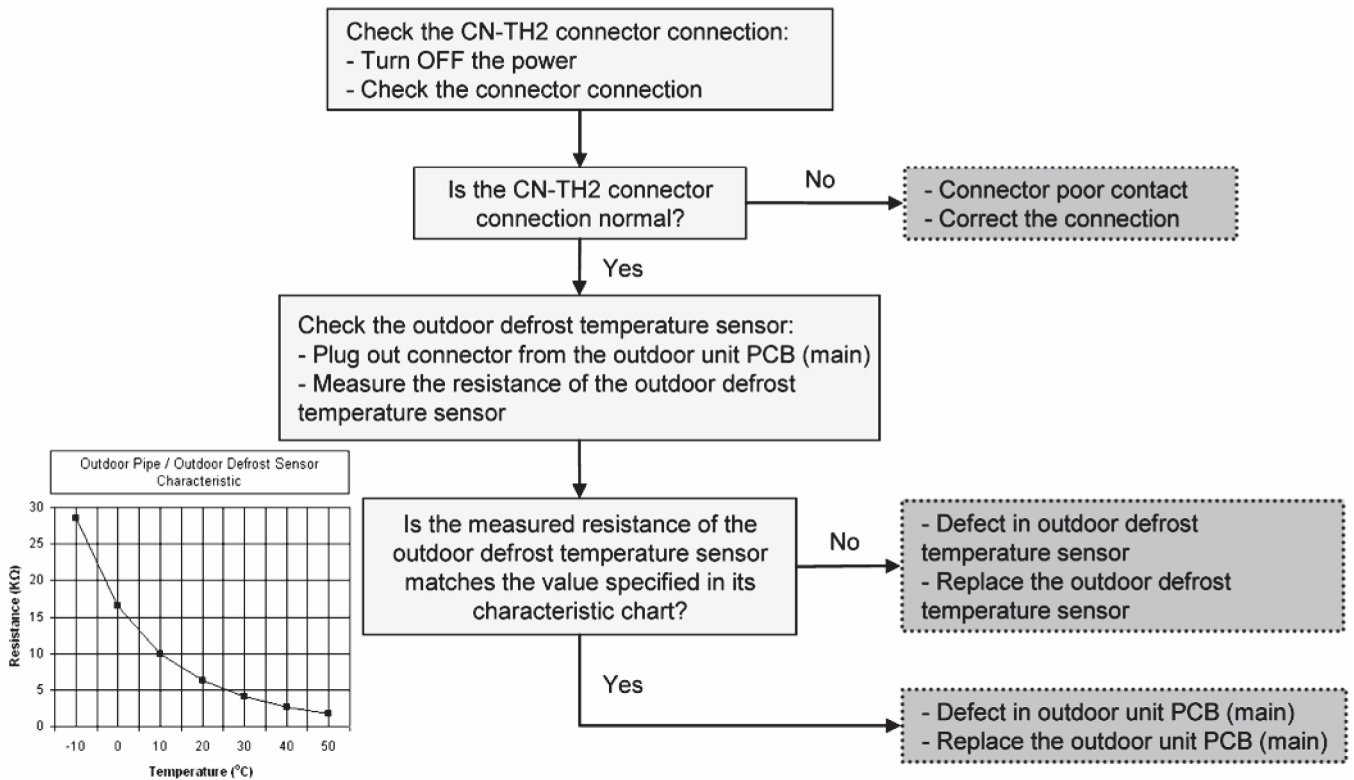 Check the CN-TH2 connector connection:
- Turn OFF the power
- Check the connector connection
Is the CN-TH2 connector
connection normal?
No
- Connector poor contact
- Correct the connection
Yes
Check the outdoor defrost temperature sensor:
- Plug out connector from the outdoor unit PCB (main)
- Measure the resistance of the outdoor defrost
temperature sensor
Outdoor Pipe / Outdoor Defrost Sensor
Characteristic
Resistance (KΩ)
30
25
20
15
10
5
0
-10 0 10 20 30 40 50
Temperature (°C)
Is the measured resistance of the
outdoor defrost temperature sensor
matches the value specified in its
characteristic chart?
No
- Defect in outdoor defrost
temperature sensor
- Replace the outdoor defrost
temperature sensor
Yes
- Defect in outdoor unit PCB (main)
- Replace the outdoor unit PCB (main)